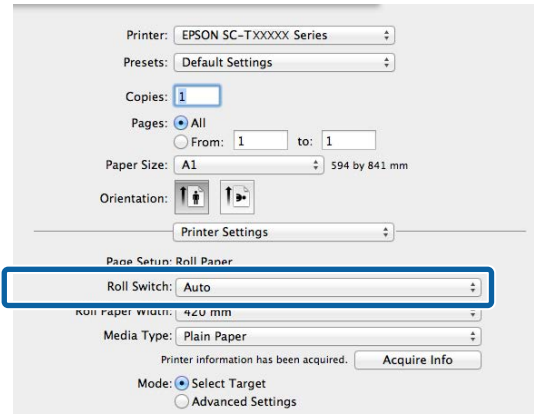 Printer: EPSON SC-TXXXXX Series
Presets: Default Settings
Copies: 1
Pages: All
From: 1 to: 1
Paper Size: A1 594 by 841 mm
Orientation:
Printer Settings
Page Setup: Roll Paper
Roll Switch: Auto
Roll Paper Width: 420 mm
Media Type: Plain Paper
Printer information has been acquired. Acquire Info
Mode: Select Target
Advanced Settings